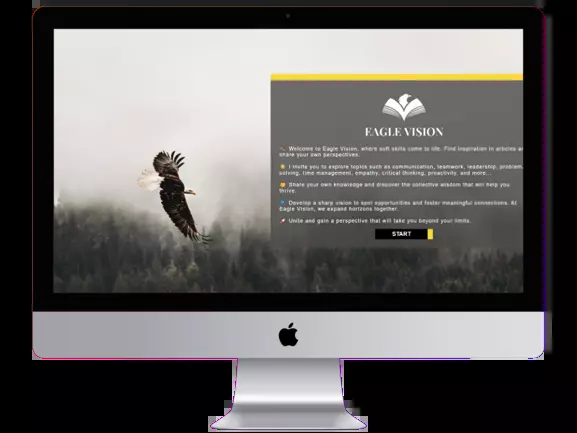 EAGLE VISION
Welcome to Eagle Vision, where soft skills come to life. Find inspiration in articles
share your own perspectives.
I invite you to explore topics such as communication, teamwork, leadership, problem
solving, time management, empathy, critical thinking, proactivity, and more...
Share your own knowledge and discover the collective wisdom that will help you
thrive.
Develop a sharp vision to spot opportunities and foster meaningful connections. At
Eagle Vision, we expand horizons together.
Unite and gain a perspective that will take you beyond your limits.
START